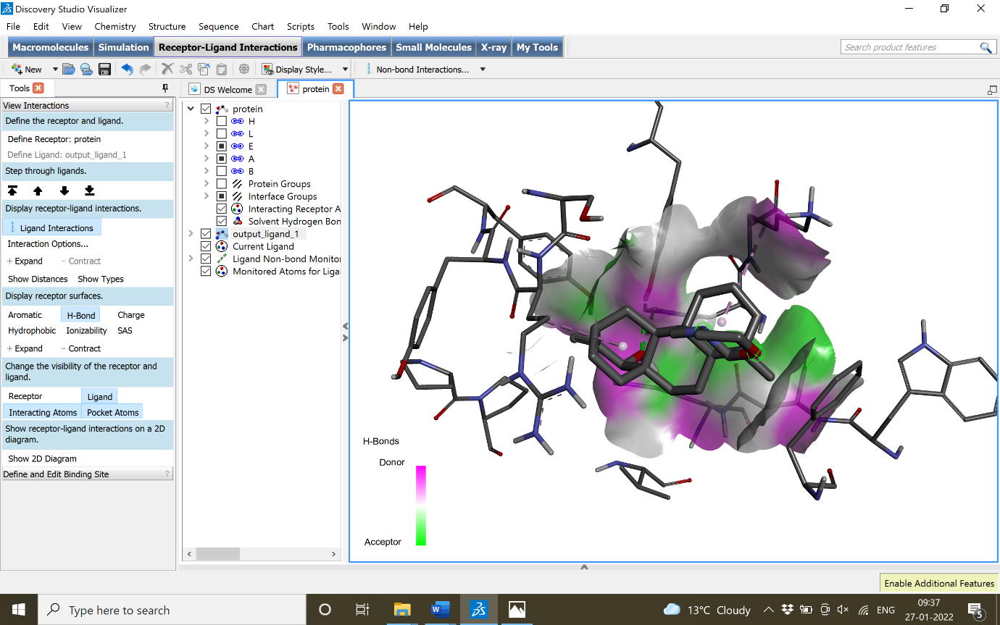 Discovery Studio Visualizer
File Edit View Chemistry Structure Sequence Chart Scripts Tools Window Help
Macromolecules Simulation Receptor-Ligand Interactions Pharmacophores Small Molecules X-ray My Tools
Search product features
New Display Style... Non-bond Interactions...
Tools
DS Welcome protein
View Interactions ?
Define the receptor and ligand.
Define Receptor: protein
Define Ligand: output_ligand_1
Step through ligands.
Display receptor-ligand interactions.
Ligand Interactions
Interaction Options...
+ Expand - Contract
Show Distances Show Types
Display receptor surfaces.
Aromatic H-Bond Charge
Hydrophobic Ionizability SAS
+ Expand - Contract
Change the visibility of the receptor and
ligand.
Receptor Ligand
Interacting Atoms Pocket Atoms
Show receptor-ligand interactions on a 2D
diagram.
Show 2D Diagram
Define and Edit Binding Site ?
protein
H
L
E
A
B
Protein Groups
Interface Groups
Interacting Receptor A
Solvent Hydrogen Bon
output_ligand_1
Current Ligand
Ligand Non-bond Monitor
Monitored Atoms for Liga
H-Bonds
Donor
Acceptor
Enable Additional Features
Type here to search
13°C Cloudy
ENG
09:37
27-01-2022
5